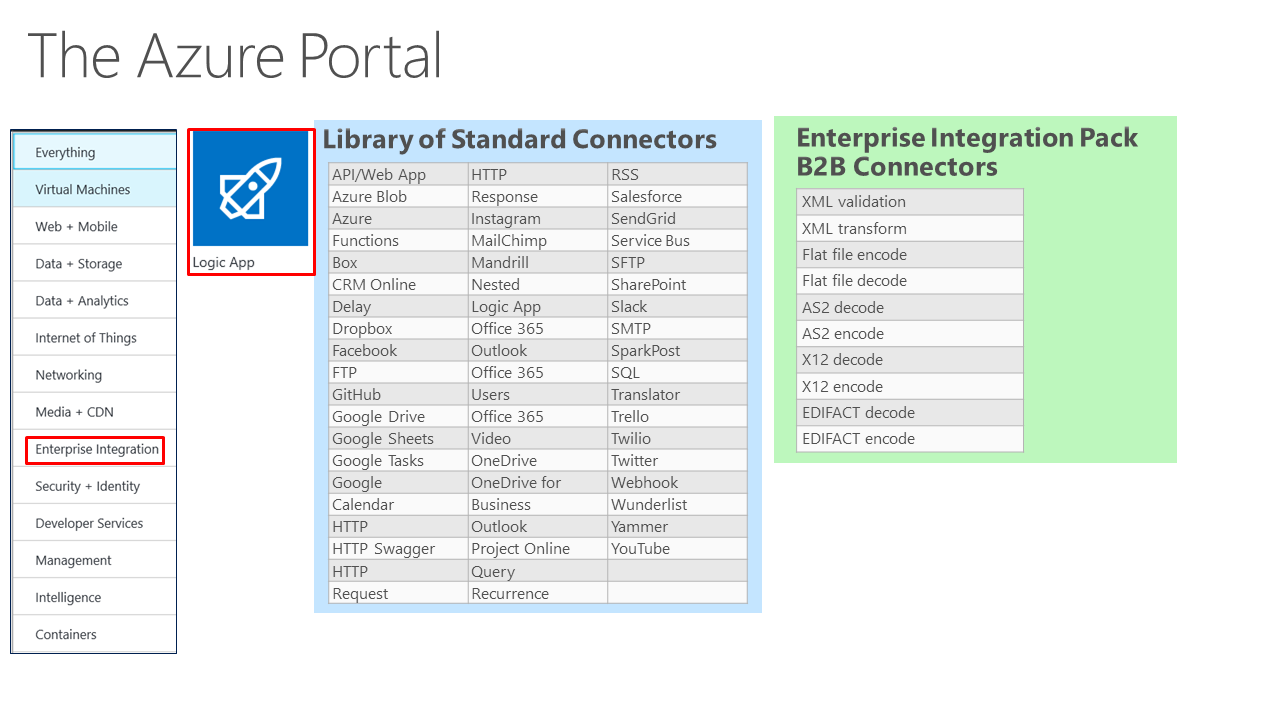 The Azure Portal
Everything
Virtual Machines
Web + Mobile
Data + Storage
Data + Analytics
Internet of Things
Networking
Media + CDN
Enterprise Integration
Security + Identity
Developer Services
Management
Intelligence
Containers
Logic App
Library of Standard Connectors
API/Web App HTTP RSS
Azure Blob Response Salesforce
Azure Instagram SendGrid
Functions MailChimp Service Bus
Box Mandrill SFTP
CRM Online Nested SharePoint
Delay Logic App Slack
Dropbox Office 365 SMTP
Facebook Outlook SparkPost
FTP Office 365 SQL
GitHub Users Translator
Google Drive Office 365 Trello
Google Sheets Video Twilio
Google Tasks OneDrive Twitter
Google OneDrive for Webhook
Calendar Business Wunderlist
HTTP Outlook Yammer
HTTP Swagger Project Online YouTube
HTTP Query
Request Recurrence
Enterprise Integration Pack
B2B Connectors
XML validation
XML transform
Flat file encode
Flat file decode
AS2 decode
AS2 encode
X12 decode
X12 encode
EDIFACT decode
EDIFACT encode